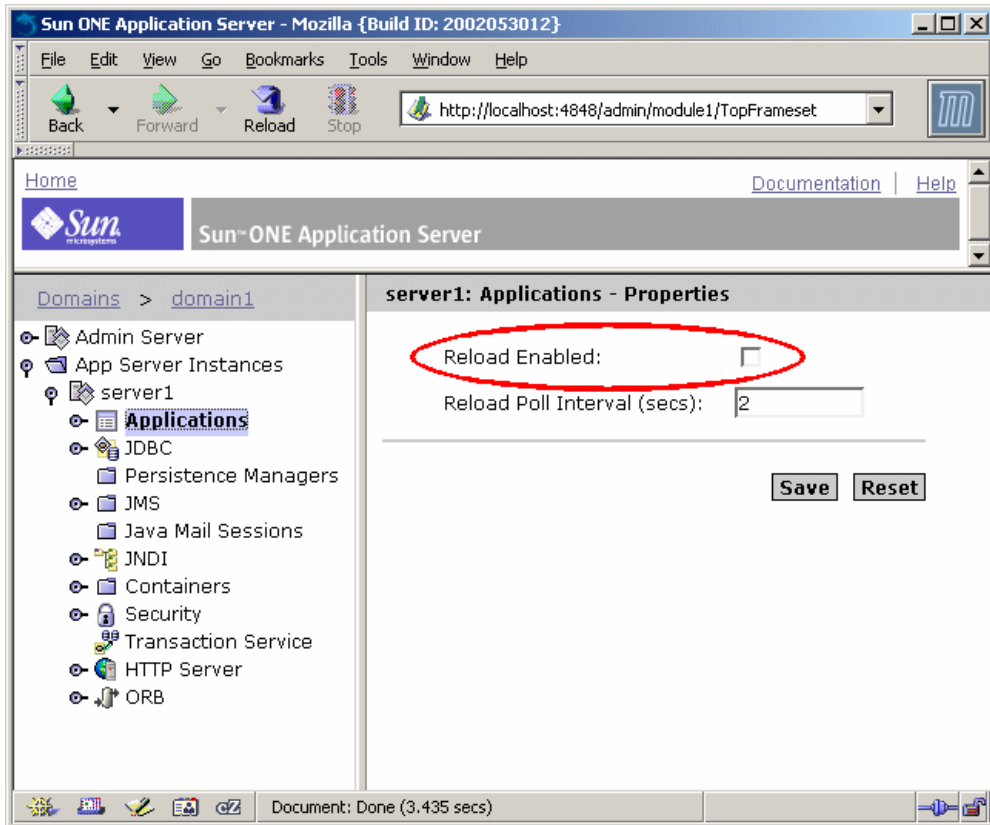 Sun ONE Application Server - Mozilla {Build ID: 2002053012}
File Edit View Go Bookmarks Tools Window Help
Back Forward Reload Stop
http://localhost:4848/admin/module1/TopFrameset
Home
Documentation | Help
Sun microsystems
Sun™ ONE Application Server
Domains > domain1
server1: Applications - Properties
Admin Server
App Server Instances
server1
Applications
JDBC
Persistence Managers
JMS
Java Mail Sessions
JNDI
Containers
Security
Transaction Service
HTTP Server
ORB
Reload Enabled:
Reload Poll Interval (secs): 2
Save Reset
Document: Done (3.435 secs)